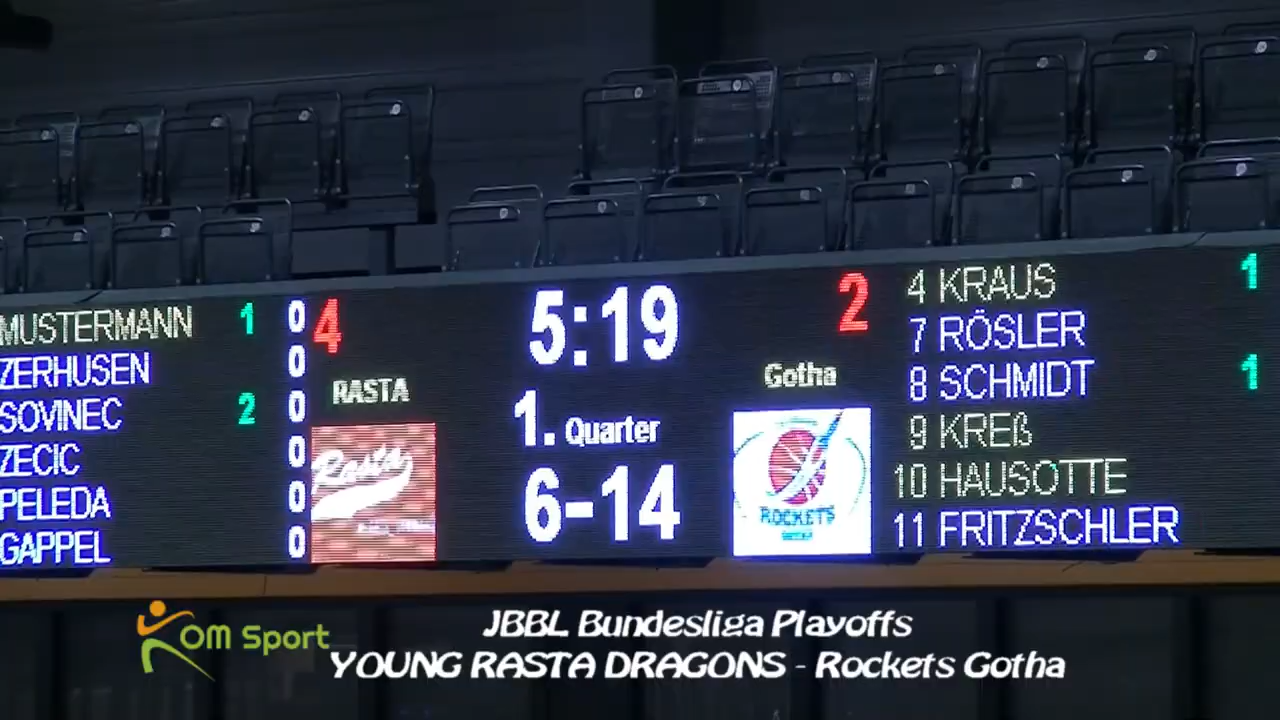 MUSTERMANN 1 0
ZERHUSEN 0
SOVINEC 2 0
ZECIC 0
PELEDA 0
GAPPEL 0
4
RASTA
Rasta
5:19
1. Quarter
6-14
2
Gotha
ROCKETS
4 KRAUS 1
7 RÖSLER
8 SCHMIDT 1
9 KREß
10 HAUSOTTE
11 FRITZSCHLER
OM Sport
JBBL Bundesliga Playoffs
YOUNG RASTA DRAGONS - Rockets Gotha